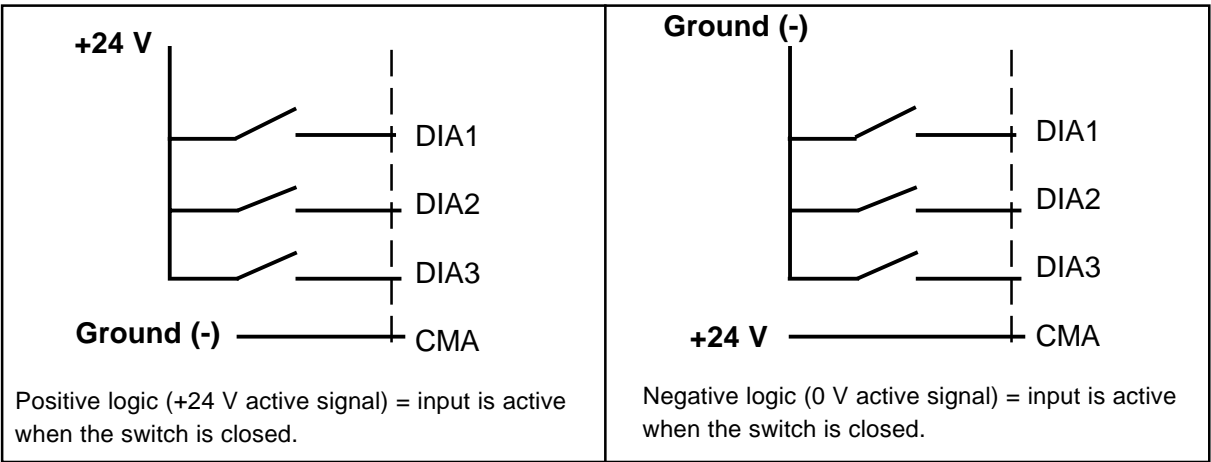 +24 V
DIA1
DIA2
DIA3
Ground (-)
CMA
Positive logic (+24 V active signal) = input is active
when the switch is closed.
Ground (-)
DIA1
DIA2
DIA3
+24 V
CMA
Negative logic (0 V active signal) = input is active
when the switch is closed.